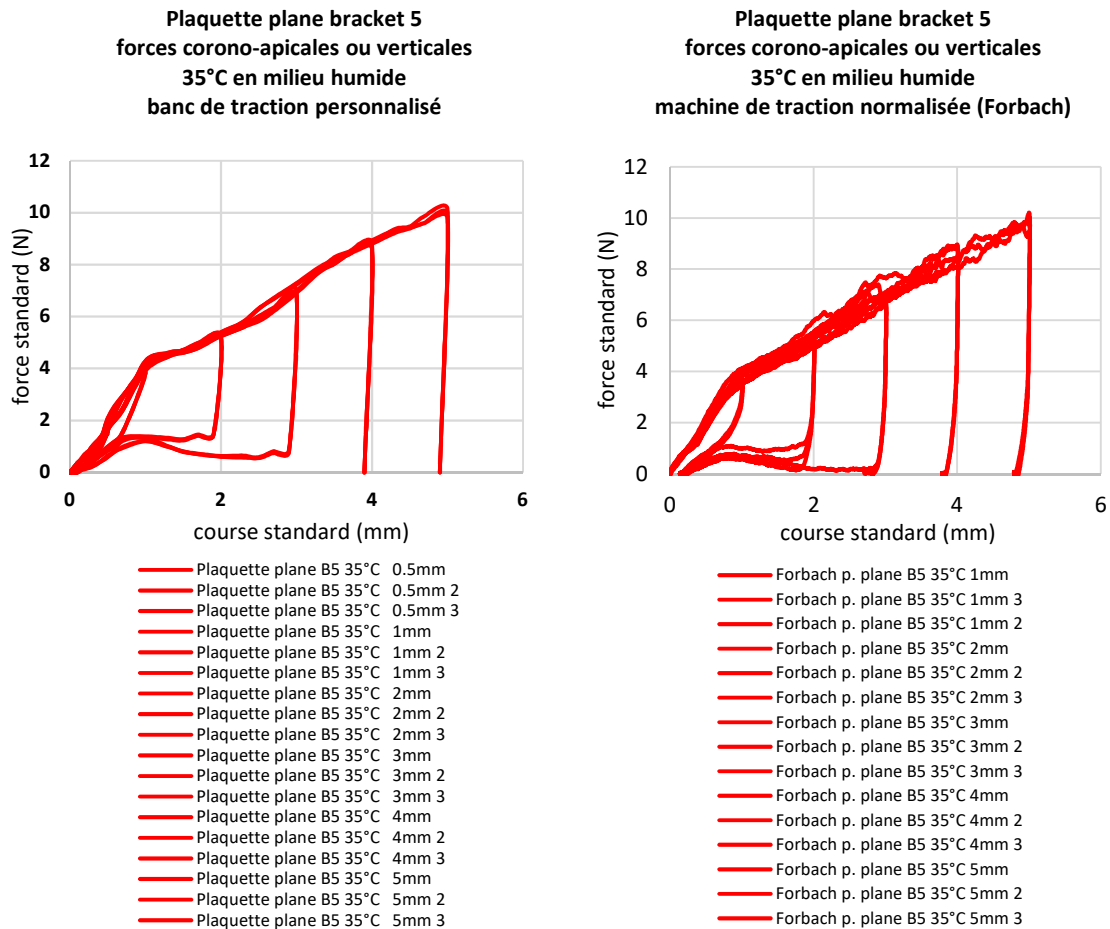 Plaquette plane bracket 5
forces corono-apicales ou verticales
35°C en milieu humide
banc de traction personnalisé
12
10
8
6
4
2
0
force standard (N)
0
2
4
6
course standard (mm)
Plaquette plane B5 35°C 0.5mm
Plaquette plane B5 35°C 0.5mm 2
Plaquette plane B5 35°C 0.5mm 3
Plaquette plane B5 35°C 1mm
Plaquette plane B5 35°C 1mm 2
Plaquette plane B5 35°C 1mm 3
Plaquette plane B5 35°C 2mm
Plaquette plane B5 35°C 2mm 2
Plaquette plane B5 35°C 2mm 3
Plaquette plane B5 35°C 3mm
Plaquette plane B5 35°C 3mm 2
Plaquette plane B5 35°C 3mm 3
Plaquette plane B5 35°C 4mm
Plaquette plane B5 35°C 4mm 2
Plaquette plane B5 35°C 4mm 3
Plaquette plane B5 35°C 5mm
Plaquette plane B5 35°C 5mm 2
Plaquette plane B5 35°C 5mm 3
Plaquette plane bracket 5
forces corono-apicales ou verticales
35°C en milieu humide
machine de traction normalisée (Forbach)
12
10
8
6
4
2
0
force standard (N)
0
2
4
6
course standard (mm)
Forbach p. plane B5 35°C 1mm
Forbach p. plane B5 35°C 1mm 3
Forbach p. plane B5 35°C 1mm 2
Forbach p. plane B5 35°C 2mm
Forbach p. plane B5 35°C 2mm 2
Forbach p. plane B5 35°C 2mm 3
Forbach p. plane B5 35°C 3mm
Forbach p. plane B5 35°C 3mm 2
Forbach p. plane B5 35°C 3mm 3
Forbach p. plane B5 35°C 4mm
Forbach p. plane B5 35°C 4mm 2
Forbach p. plane B5 35°C 4mm 3
Forbach p. plane B5 35°C 5mm
Forbach p. plane B5 35°C 5mm 2
Forbach p. plane B5 35°C 5mm 3